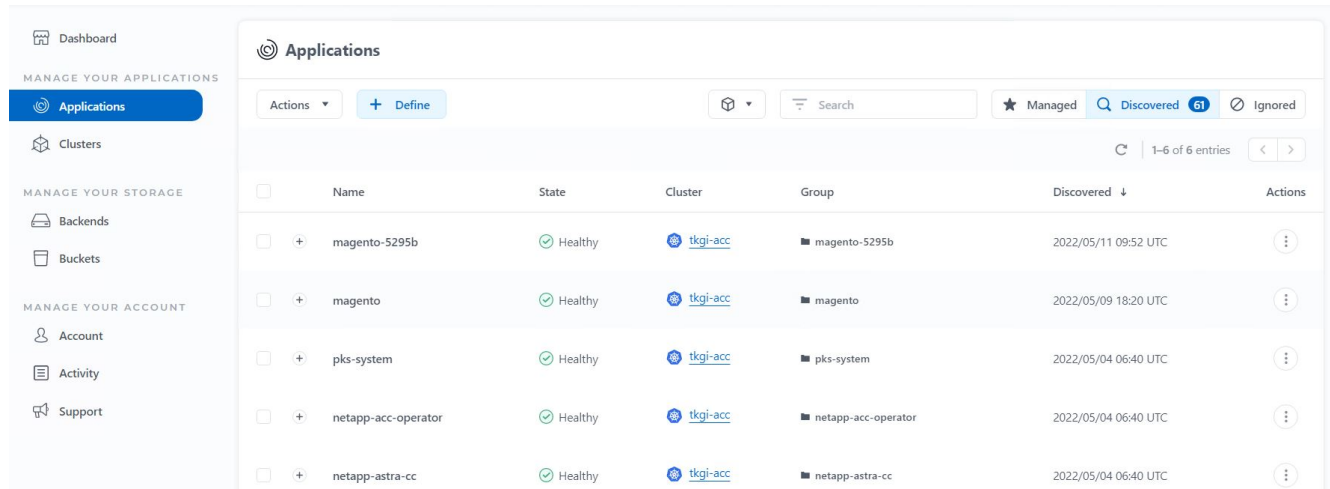 Dashboard
MANAGE YOUR APPLICATIONS
Applications
Clusters
MANAGE YOUR STORAGE
Backends
Buckets
MANAGE YOUR ACCOUNT
Account
Activity
Support
Applications
Actions Define Search Managed Discovered 61 Ignored
1–6 of 6 entries
Name State Cluster Group Discovered Actions
magento-5295b Healthy tkgi-acc magento-5295b 2022/05/11 09:52 UTC
magento Healthy tkgi-acc magento 2022/05/09 18:20 UTC
pks-system Healthy tkgi-acc pks-system 2022/05/04 06:40 UTC
netapp-acc-operator Healthy tkgi-acc netapp-acc-operator 2022/05/04 06:40 UTC
netapp-astra-cc Healthy tkgi-acc netapp-astra-cc 2022/05/04 06:40 UTC